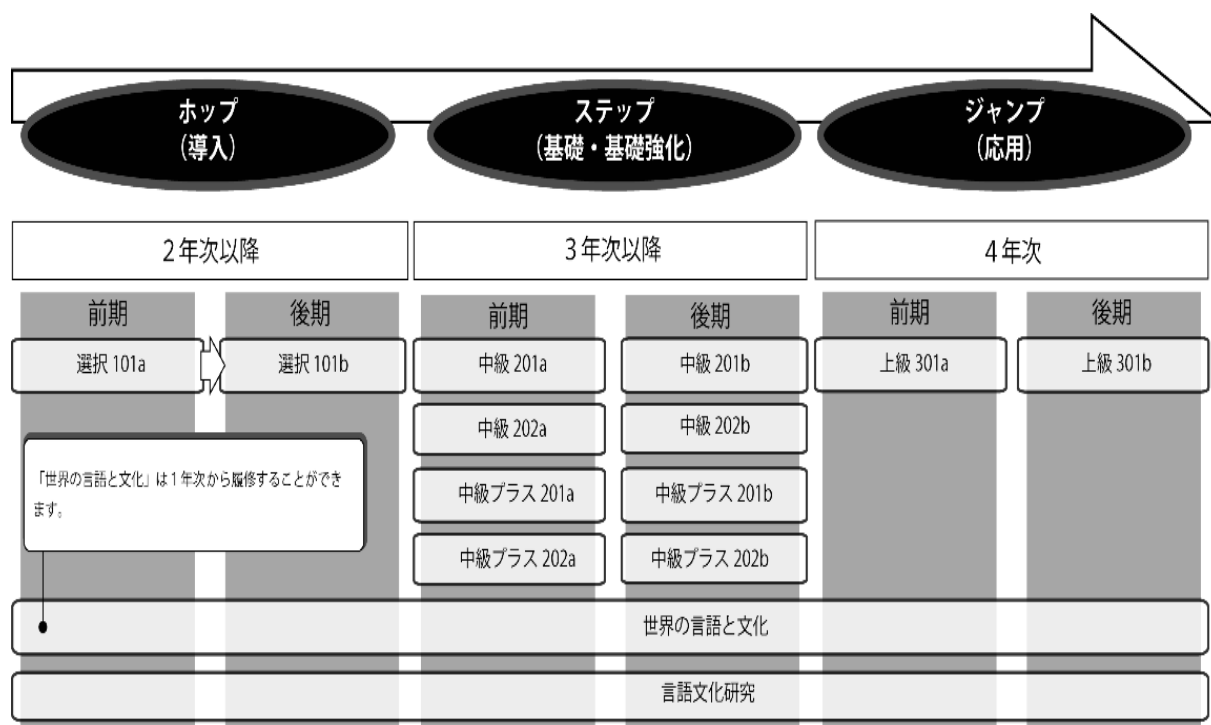 ホップ
(導入)
ステップ
(基礎・基礎強化)
ジャンプ
(応用)
2年次以降
3年次以降
4年次
前期
後期
前期
後期
前期
後期
選択 101a
選択 101b
中級 201a
中級 201b
上級 301a
上級 301b
中級 202a
中級 202b
「世界の言語と文化」は1年次から履修することができ
ます。
中級プラス 201a
中級プラス 201b
中級プラス 202a
中級プラス 202b
世界の言語と文化
言語文化研究